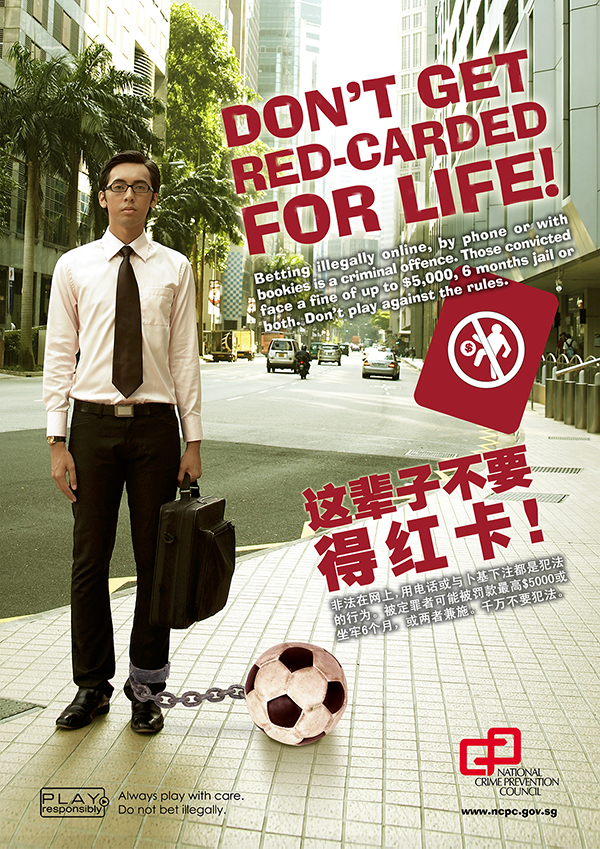 DON'T GET
RED-CARDED
FOR LIFE!
Betting illegally online, by phone or with
bookies is a criminal offence. Those convicted
face a fine of up to $5,000, 6 months jail or
both. Don't play against the rules.
$
这辈子不要
得红卡！
非法在网上，用电话或与卜基下注都是犯法
的行为。被定罪者可能被罚款最高$5000或
坐牢6个月，或两者兼施。千万不要犯法。
NATIONAL
CRIME PREVENTION
COUNCIL
www.ncpc.gov.sg
PLAY
responsibly
Always play with care.
Do not bet illegally.